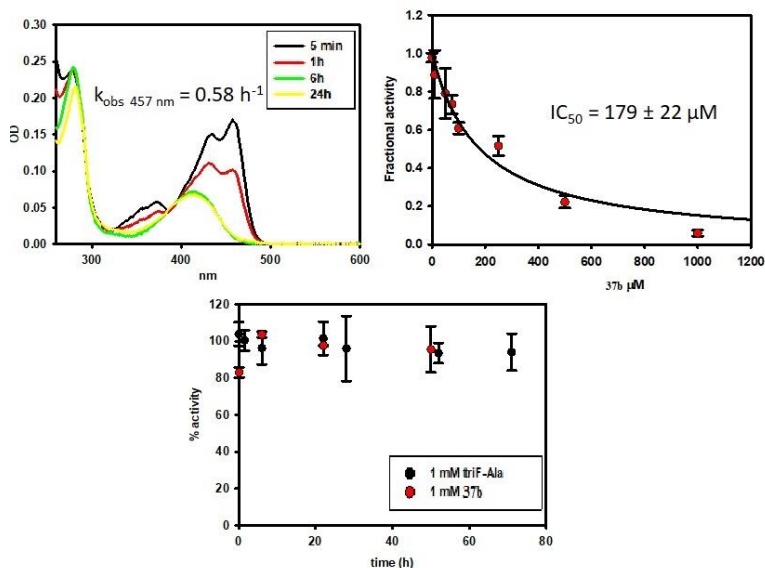 0.30
0.25
0.20
0.15
0.10
0.05
0.00
OD
300
400
500
600
nm
5 min
1h
6h
24h
k_obs 457 nm = 0.58 h⁻¹
1.2
1.0
0.8
0.6
0.4
0.2
0.0
Fractional activity
0
200
400
600
800
1000
1200
37b μM
IC₅₀ = 179 ± 22 μM
120
100
80
60
40
20
0
% activity
0
20
40
60
80
time (h)
1 mM triF-Ala
1 mM 37b